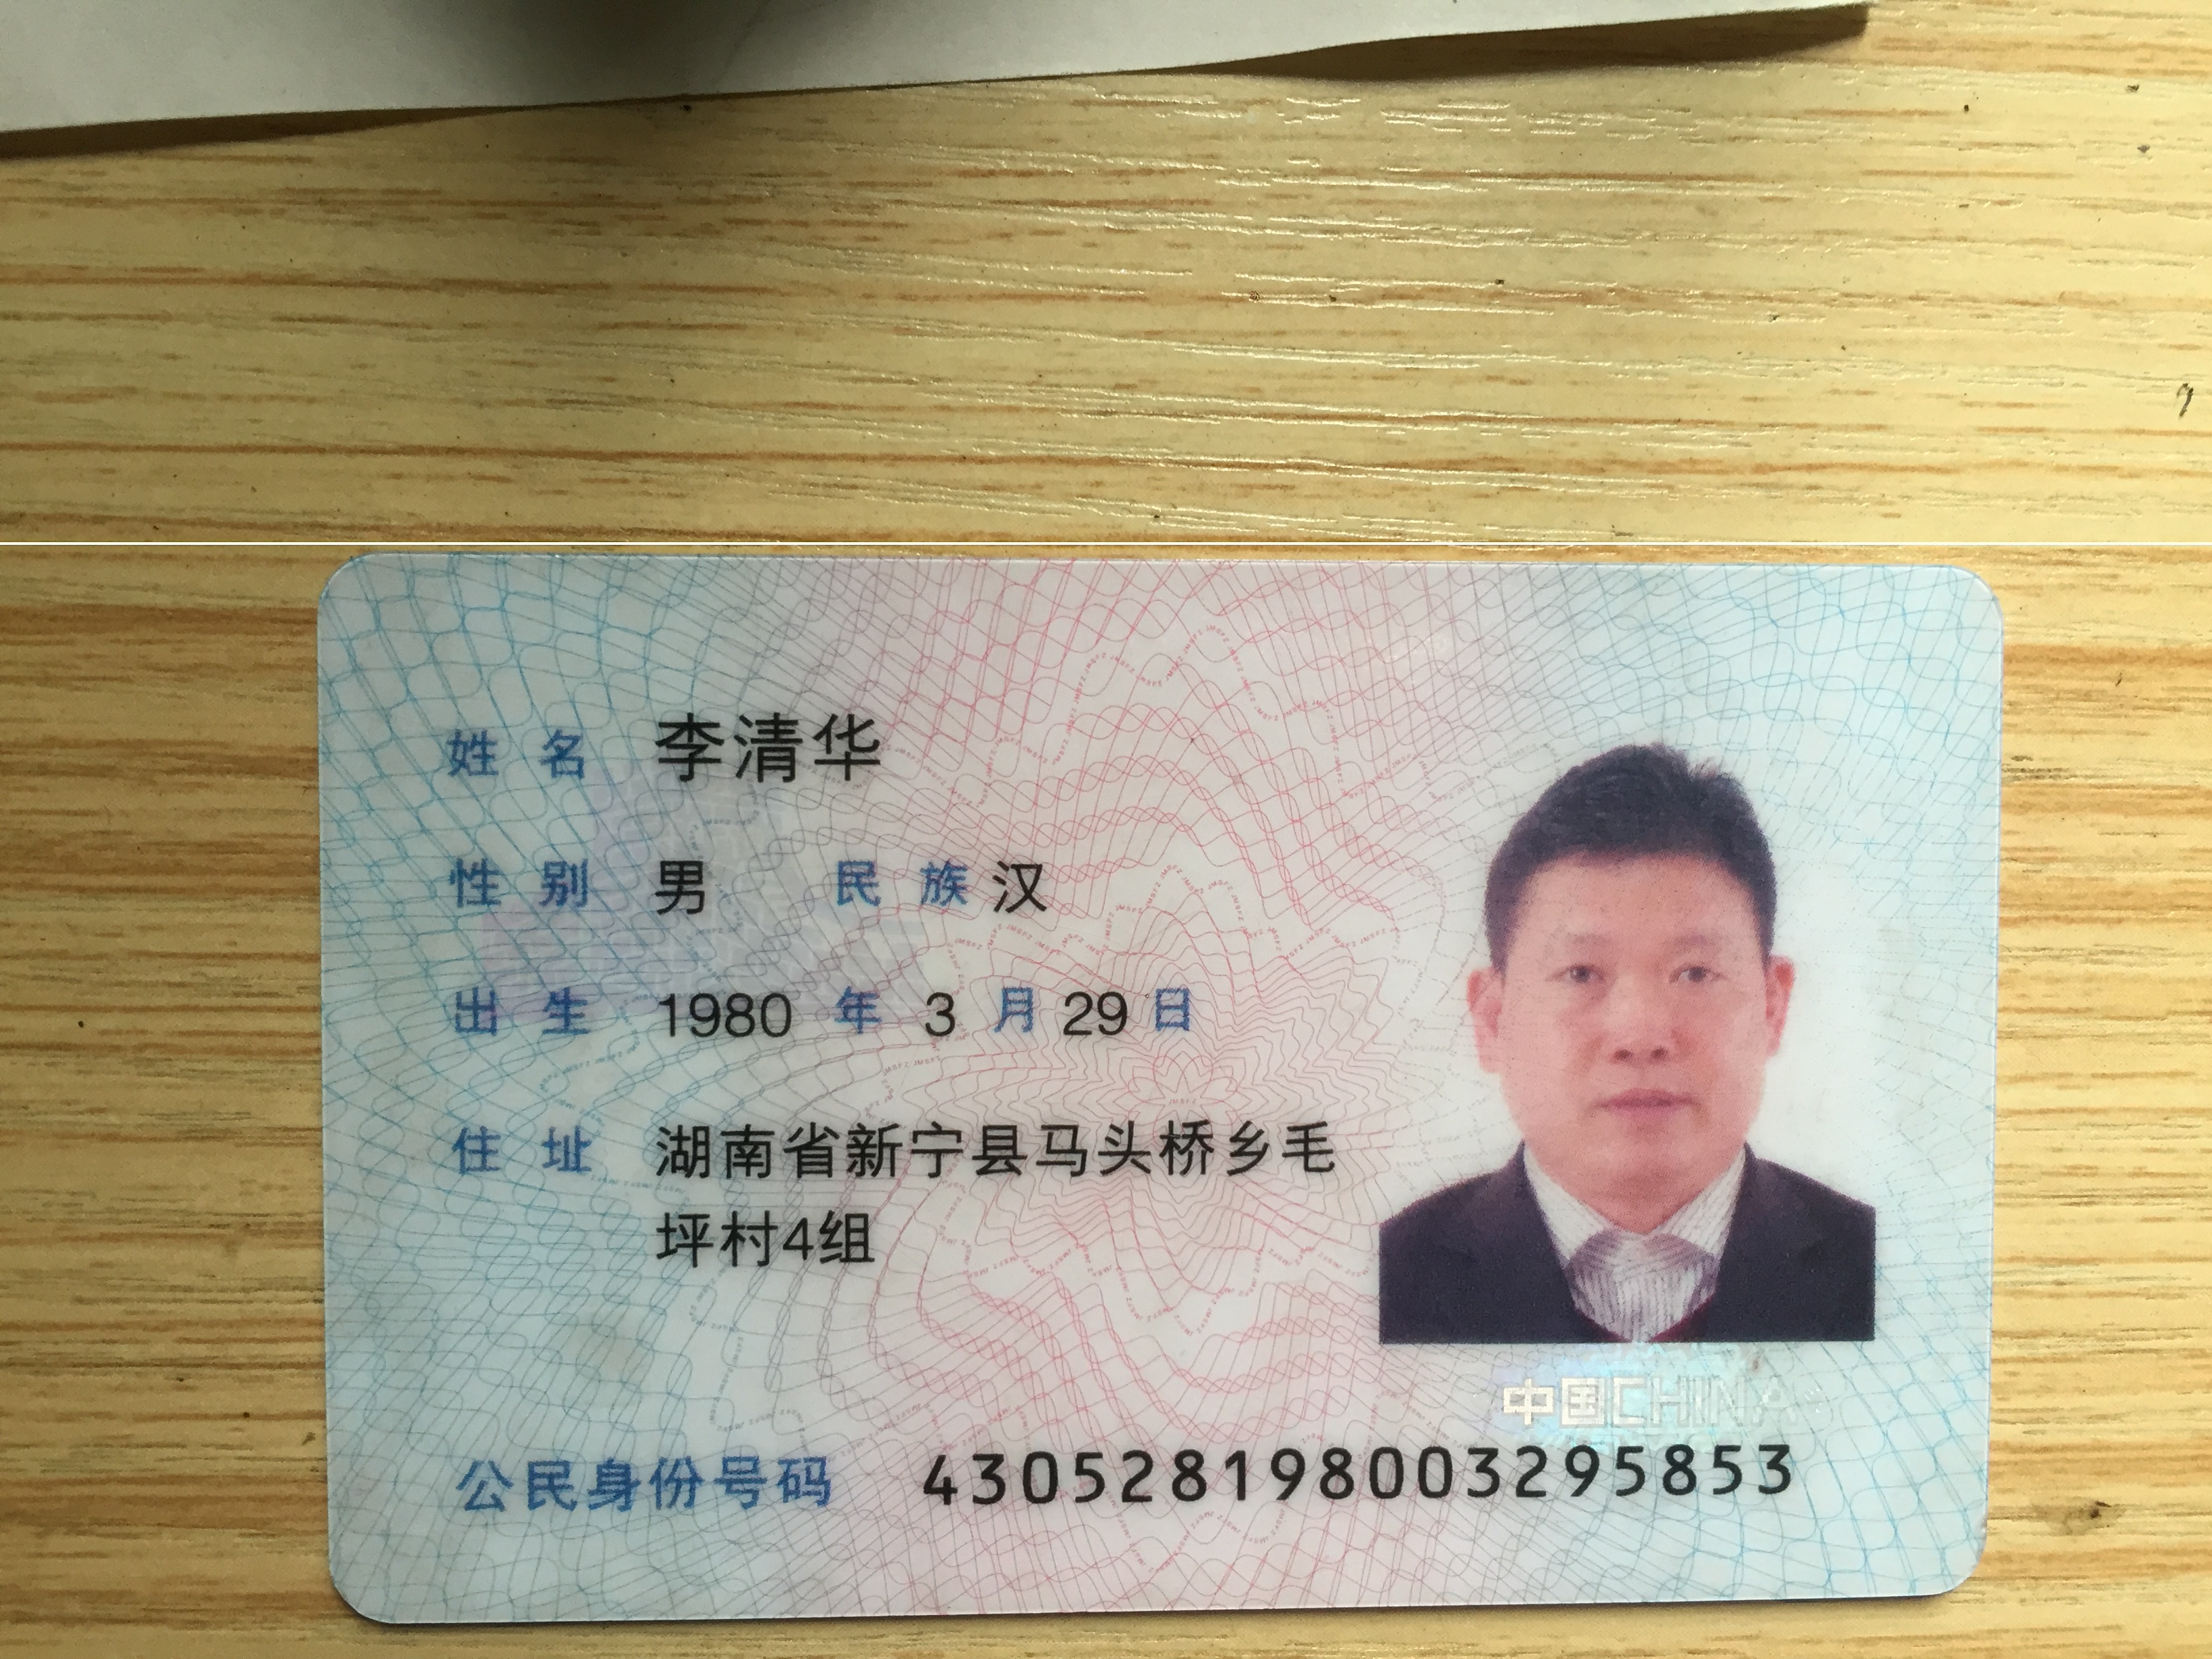 姓名 李清华
性别 男 民族 汉
出生 1980 年 3 月 29 日
住址 湖南省新宁县马头桥乡毛
坪村4组
中国CHINA
公民身份号码 430528198003295853